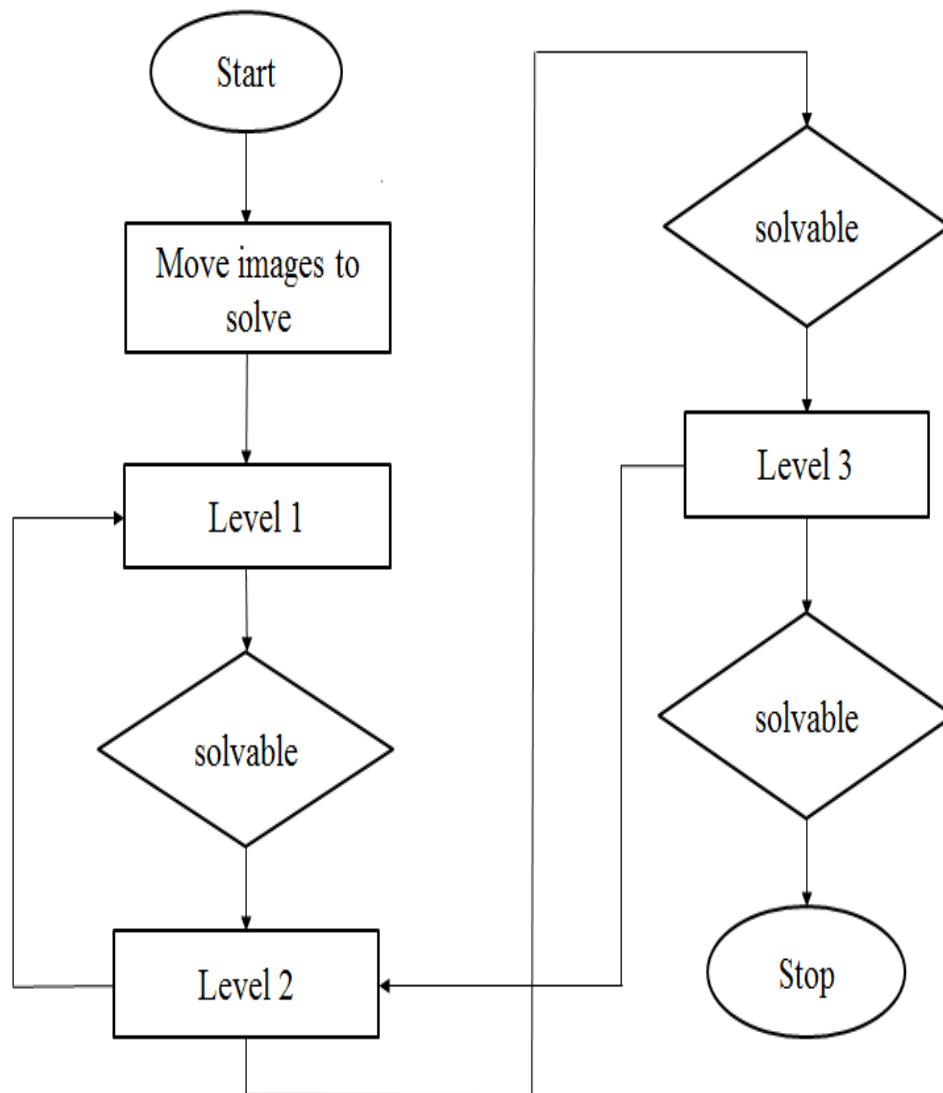 Start
Move images to
solve
Level 1
solvable
Level 2
solvable
Level 3
solvable
Stop